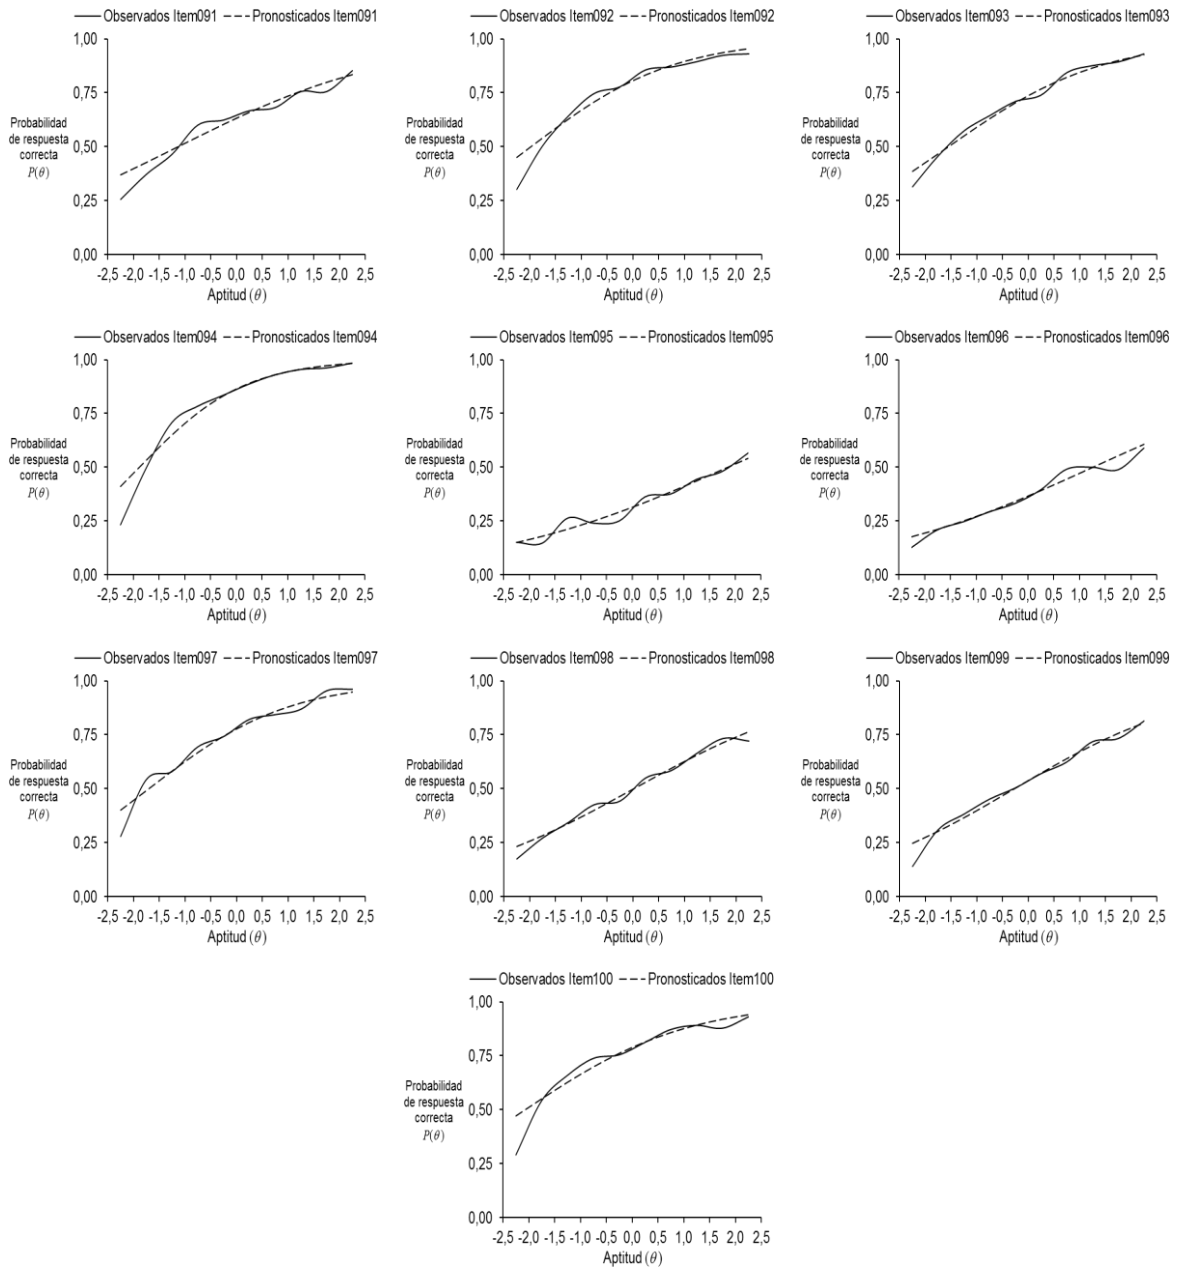 Observados Item091 Pronosticados Item091
1,00
0,75
Probabilidad
de respuesta
correcta
P(θ)
0,50
0,25
0,00
-2,5 -2,0 -1,5 -1,0 -0,5 0,0 0,5 1,0 1,5 2,0 2,5
Aptitud (θ)
Observados Item092 Pronosticados Item092
1,00
0,75
Probabilidad
de respuesta
correcta
P(θ)
0,50
0,25
0,00
-2,5 -2,0 -1,5 -1,0 -0,5 0,0 0,5 1,0 1,5 2,0 2,5
Aptitud (θ)
Observados Item093 Pronosticados Item093
1,00
0,75
Probabilidad
de respuesta
correcta
P(θ)
0,50
0,25
0,00
-2,5 -2,0 -1,5 -1,0 -0,5 0,0 0,5 1,0 1,5 2,0 2,5
Aptitud (θ)
Observados Item094 Pronosticados Item094
1,00
0,75
Probabilidad
de respuesta
correcta
P(θ)
0,50
0,25
0,00
-2,5 -2,0 -1,5 -1,0 -0,5 0,0 0,5 1,0 1,5 2,0 2,5
Aptitud (θ)
Observados Item095 Pronosticados Item095
1,00
0,75
Probabilidad
de respuesta
correcta
P(θ)
0,50
0,25
0,00
-2,5 -2,0 -1,5 -1,0 -0,5 0,0 0,5 1,0 1,5 2,0 2,5
Aptitud (θ)
Observados Item096 Pronosticados Item096
1,00
0,75
Probabilidad
de respuesta
correcta
P(θ)
0,50
0,25
0,00
-2,5 -2,0 -1,5 -1,0 -0,5 0,0 0,5 1,0 1,5 2,0 2,5
Aptitud (θ)
Observados Item097 Pronosticados Item097
1,00
0,75
Probabilidad
de respuesta
correcta
P(θ)
0,50
0,25
0,00
-2,5 -2,0 -1,5 -1,0 -0,5 0,0 0,5 1,0 1,5 2,0 2,5
Aptitud (θ)
Observados Item098 Pronosticados Item098
1,00
0,75
Probabilidad
de respuesta
correcta
P(θ)
0,50
0,25
0,00
-2,5 -2,0 -1,5 -1,0 -0,5 0,0 0,5 1,0 1,5 2,0 2,5
Aptitud (θ)
Observados Item099 Pronosticados Item099
1,00
0,75
Probabilidad
de respuesta
correcta
P(θ)
0,50
0,25
0,00
-2,5 -2,0 -1,5 -1,0 -0,5 0,0 0,5 1,0 1,5 2,0 2,5
Aptitud (θ)
Observados Item100 Pronosticados Item100
1,00
0,75
Probabilidad
de respuesta
correcta
P(θ)
0,50
0,25
0,00
-2,5 -2,0 -1,5 -1,0 -0,5 0,0 0,5 1,0 1,5 2,0 2,5
Aptitud (θ)